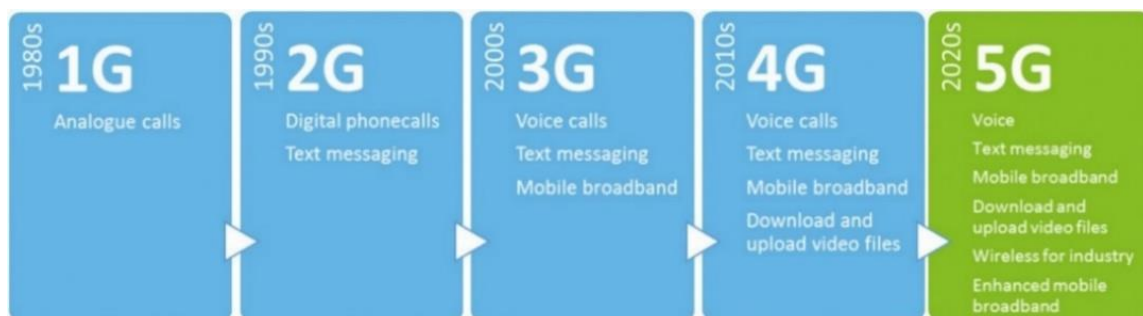 1980s
1G
Analogue calls
1990s
2G
Digital phonecalls
Text messaging
2000s
3G
Voice calls
Text messaging
Mobile broadband
2010s
4G
Voice calls
Text messaging
Mobile broadband
Download and
upload video files
2020s
5G
Voice
Text messaging
Mobile broadband
Download and
upload video files
Wireless for industry
Enhanced mobile
broadband